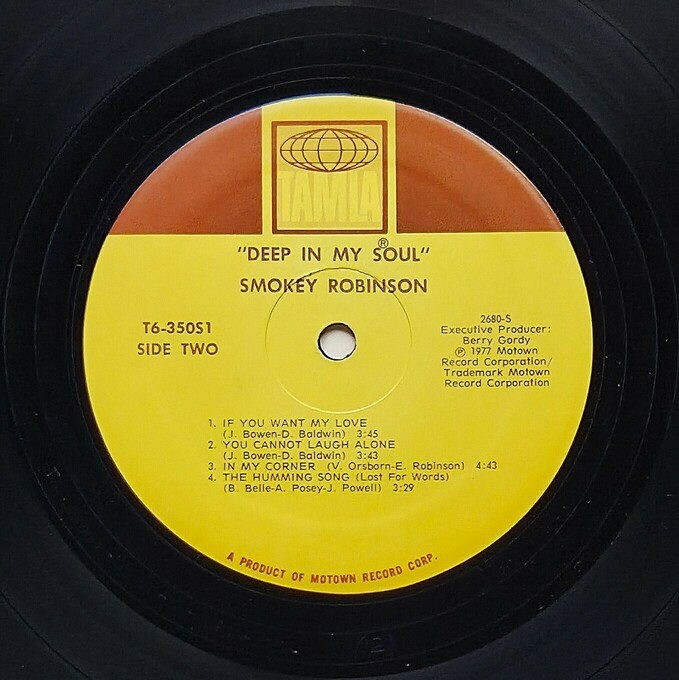 TAMLA
®
"DEEP IN MY SOUL"
SMOKEY ROBINSON
T6-350S1
SIDE TWO
2680-S
Executive Producer:
Berry Gordy
℗ 1977 Motown
Record Corporation/
Trademark Motown
Record Corporation
1. IF YOU WANT MY LOVE
(J. Bowen-D. Baldwin) 3:45
2. YOU CANNOT LAUGH ALONE
(J. Bowen-D. Baldwin) 3:43
3. IN MY CORNER (V. Orsborn-E. Robinson) 4:43
4. THE HUMMING SONG (Lost For Words)
(B. Belle-A. Posey-J. Powell) 3:29
A PRODUCT OF MOTOWN RECORD CORP.
2